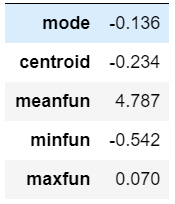 mode -0.136
centroid -0.234
meanfun 4.787
minfun -0.542
maxfun 0.070